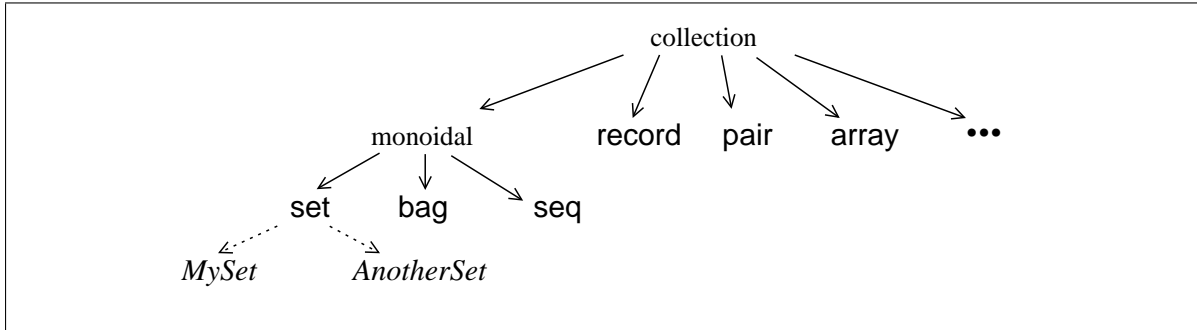 collection
monoidal record pair array •••
set bag seq
MySet AnotherSet